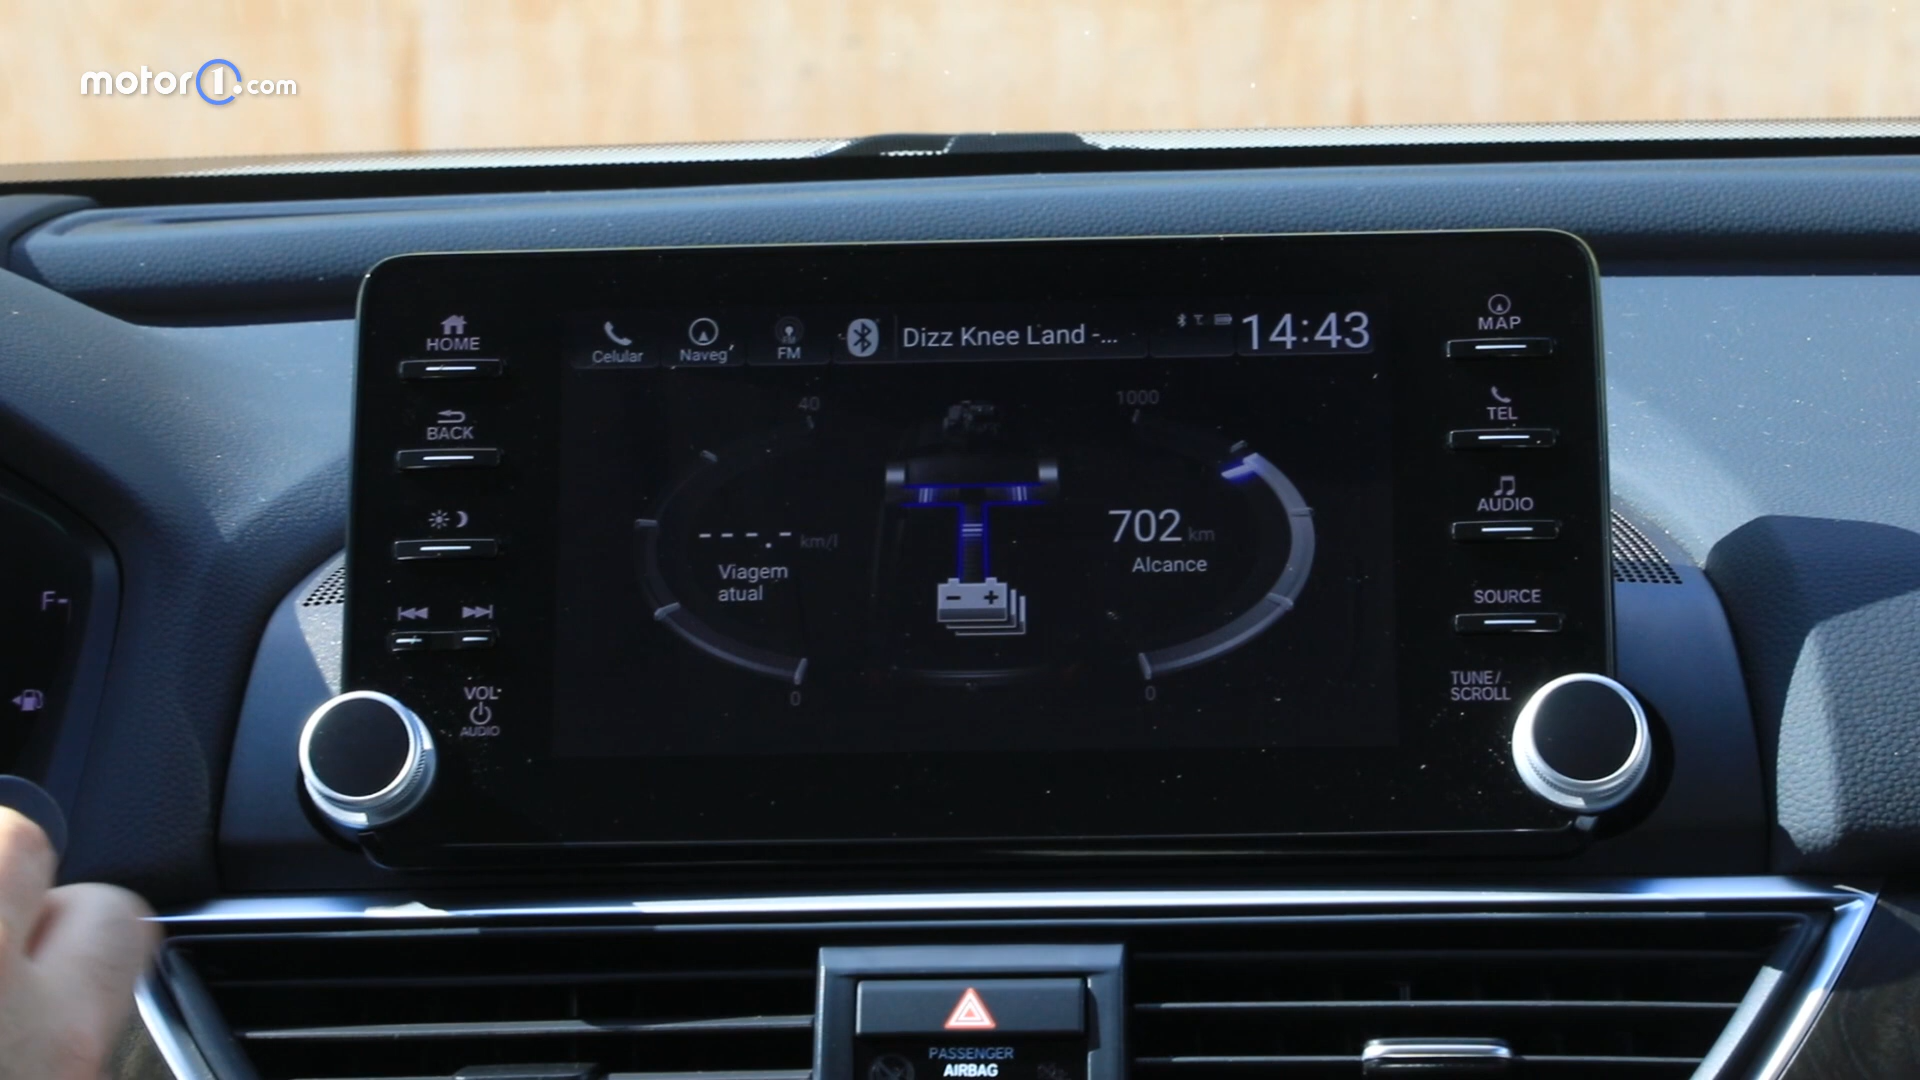 motor1.com
HOME
BACK
VOL
AUDIO
Celular
Naveg
FM
Dizz Knee Land -...
14:43
40
1000
---.- km/l
Viagem
atual
702 km
Alcance
0
0
MAP
TEL
AUDIO
SOURCE
TUNE/
SCROLL
F
PASSENGER
AIRBAG